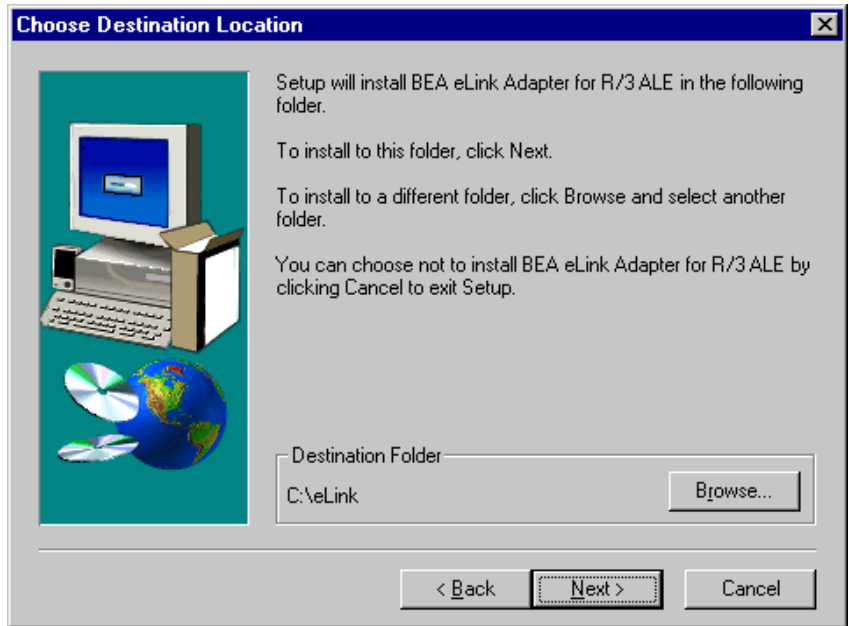 Choose Destination Location
Setup will install BEA eLink Adapter for R/3 ALE in the following
folder.
To install to this folder, click Next.
To install to a different folder, click Browse and select another
folder.
You can choose not to install BEA eLink Adapter for R/3 ALE by
clicking Cancel to exit Setup.
Destination Folder
C:\eLink
Browse...
< Back
Next >
Cancel